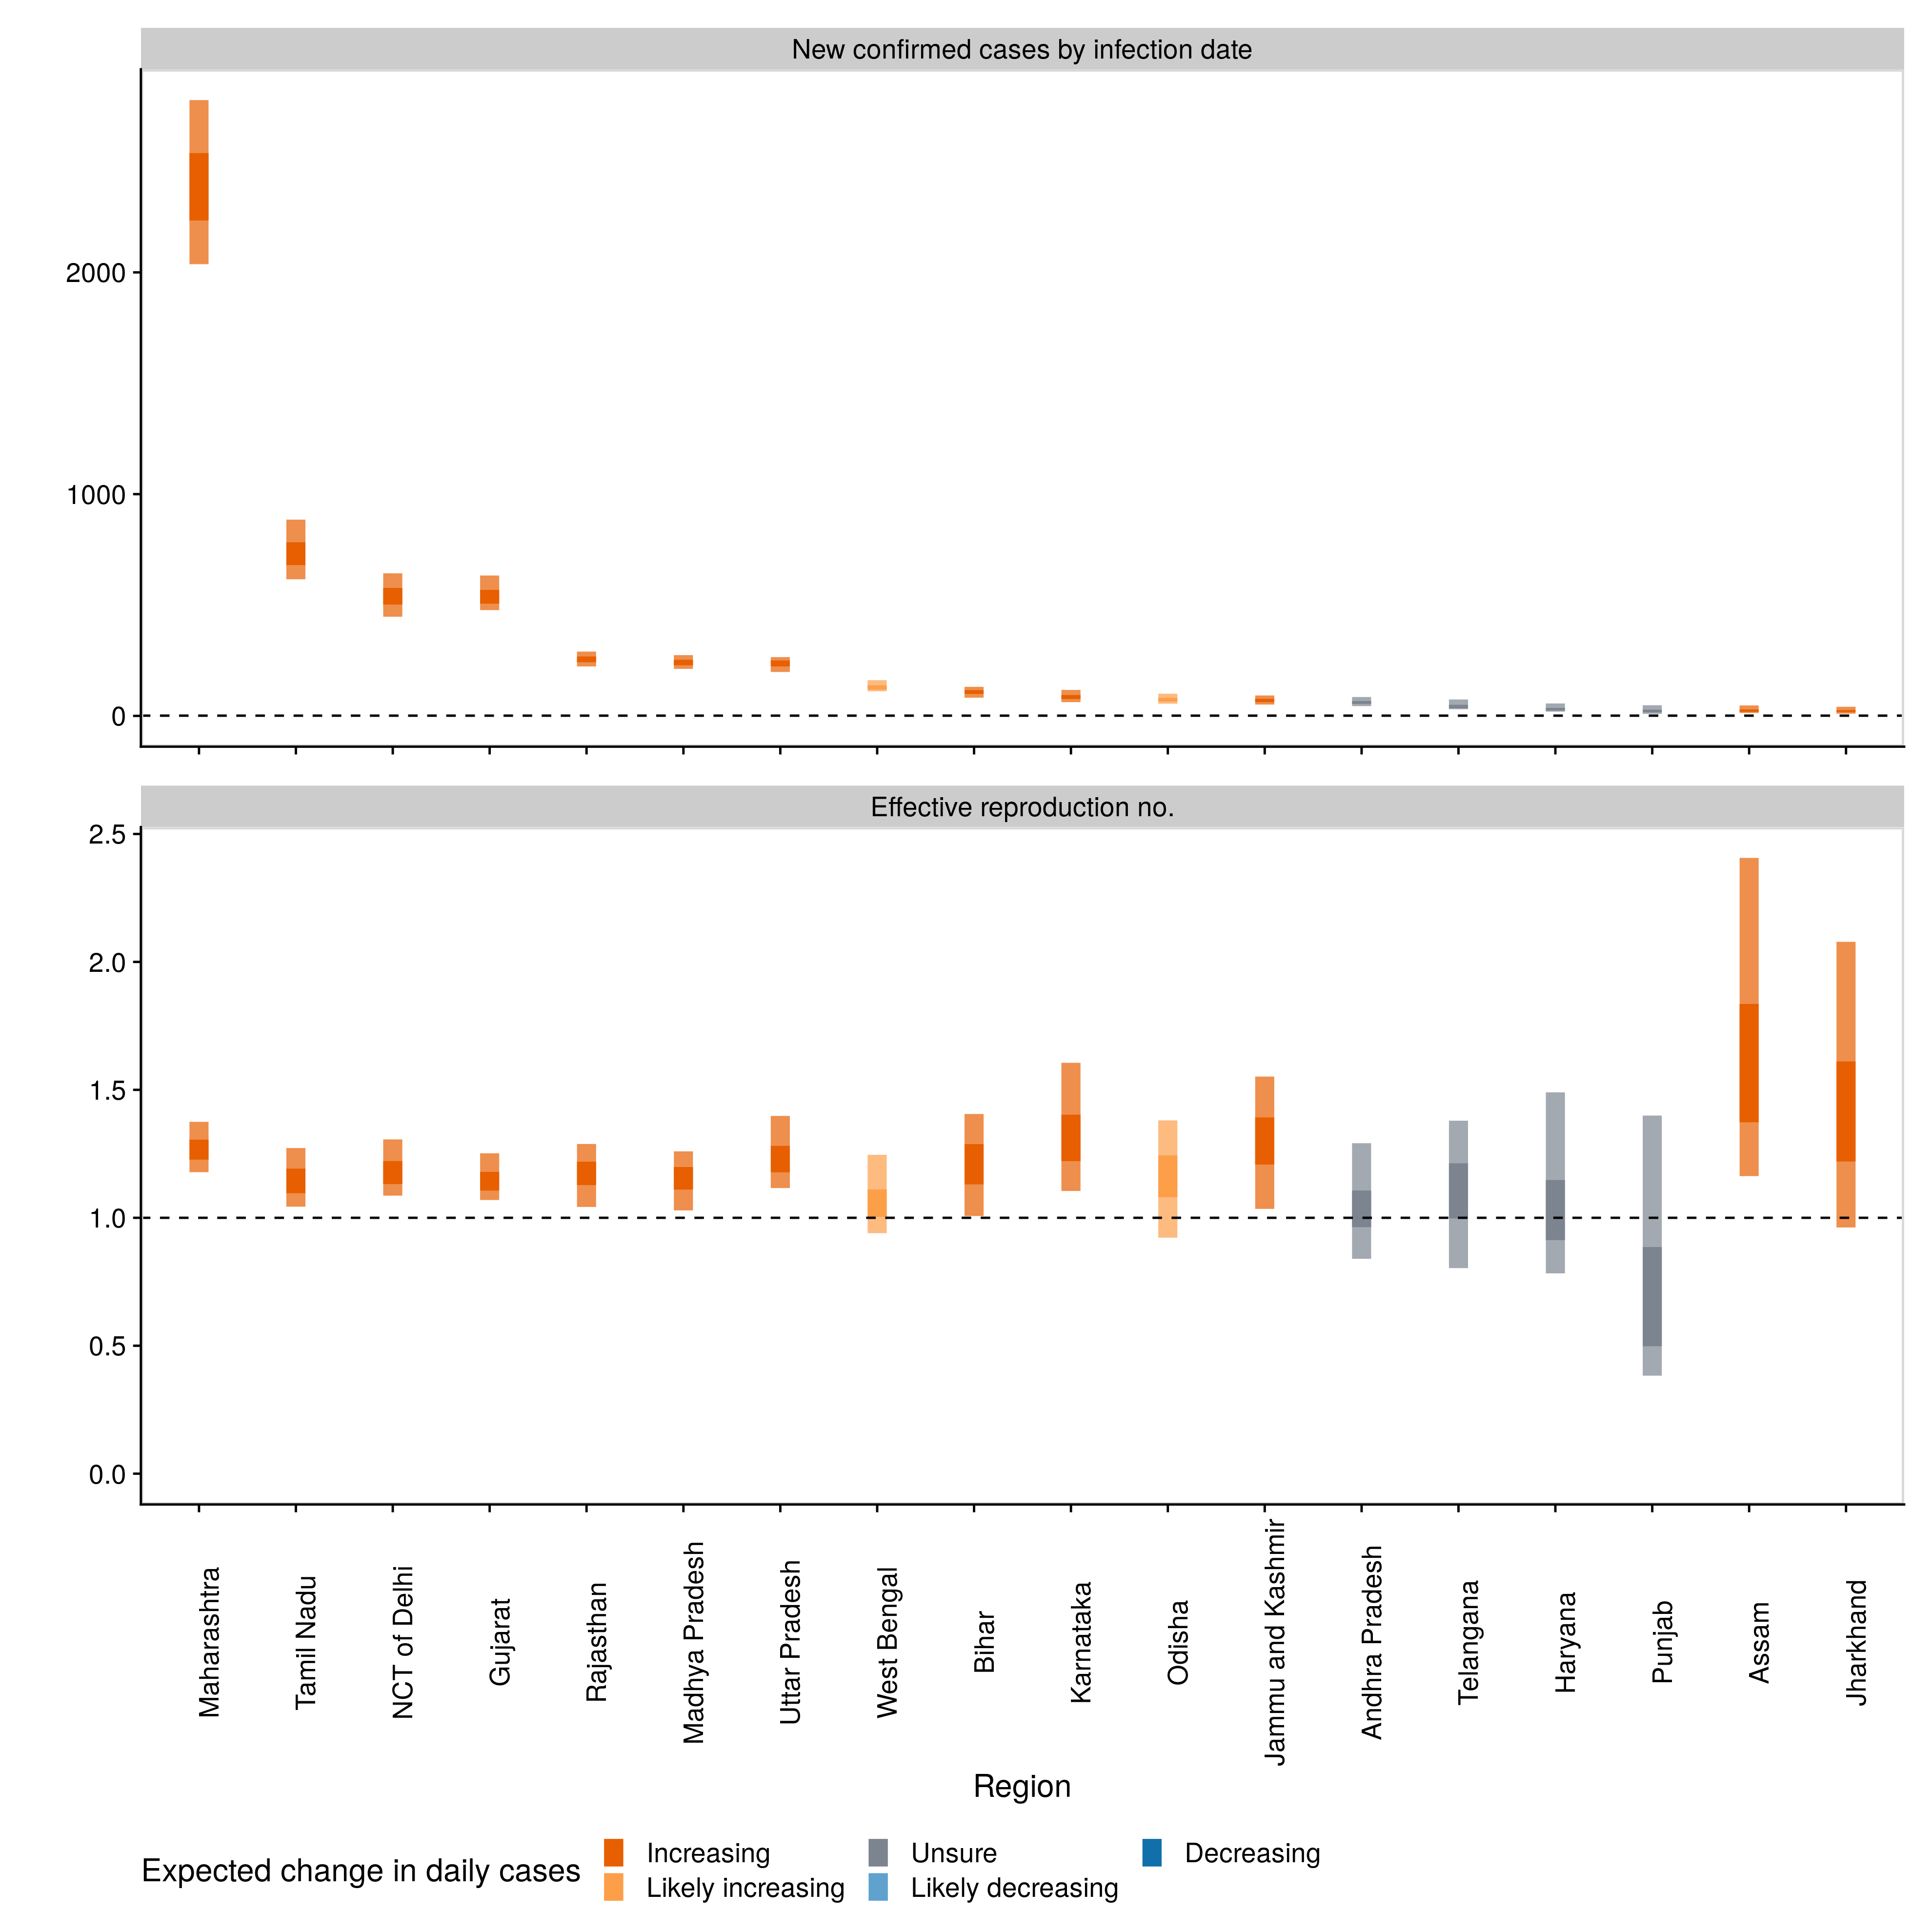 New confirmed cases by infection date
2000
1000
0
Effective reproduction no.
2.5
2.0
1.5
1.0
0.5
0.0
Maharashtra
Tamil Nadu
NCT of Delhi
Gujarat
Rajasthan
Madhya Pradesh
Uttar Pradesh
West Bengal
Bihar
Karnataka
Odisha
Jammu and Kashmir
Andhra Pradesh
Telangana
Haryana
Punjab
Assam
Jharkhand
Region
Expected change in daily cases
Increasing
Likely increasing
Unsure
Likely decreasing
Decreasing